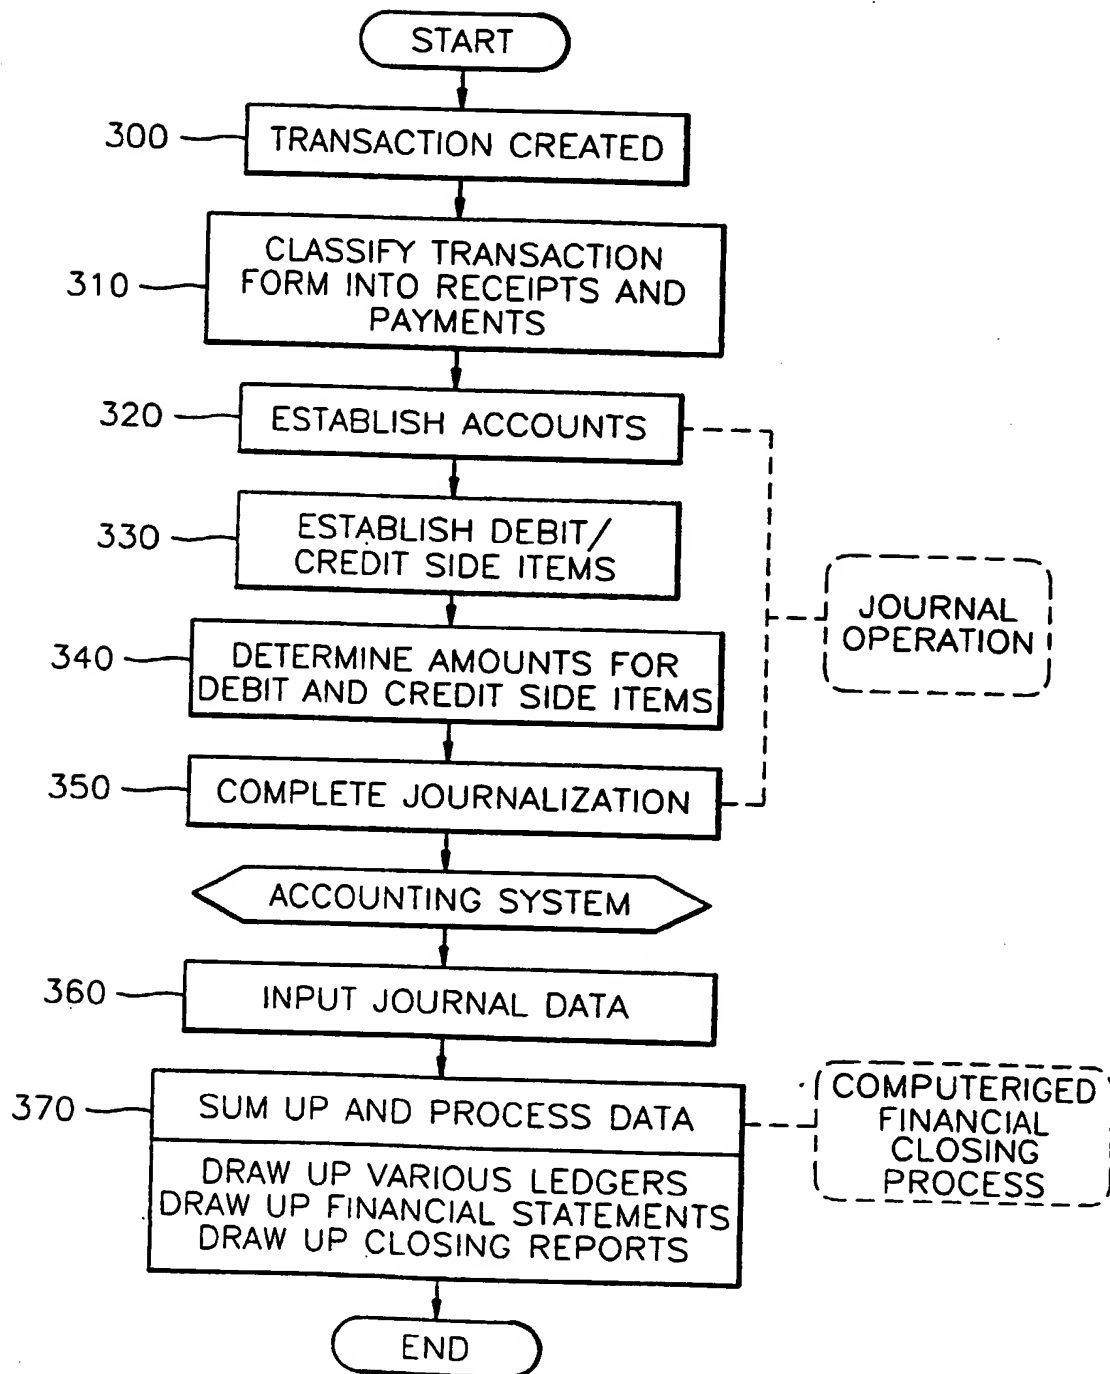 START
300
TRANSACTION CREATED
310
CLASSIFY TRANSACTION
FORM INTO RECEIPTS AND
PAYMENTS
320
ESTABLISH ACCOUNTS
330
ESTABLISH DEBIT/
CREDIT SIDE ITEMS
JOURNAL
OPERATION
340
DETERMINE AMOUNTS FOR
DEBIT AND CREDIT SIDE ITEMS
350
COMPLETE JOURNALIZATION
ACCOUNTING SYSTEM
360
INPUT JOURNAL DATA
370
SUM UP AND PROCESS DATA
COMPUTERIGED
FINANCIAL
CLOSING
PROCESS
DRAW UP VARIOUS LEDGERS
DRAW UP FINANCIAL STATEMENTS
DRAW UP CLOSING REPORTS
END